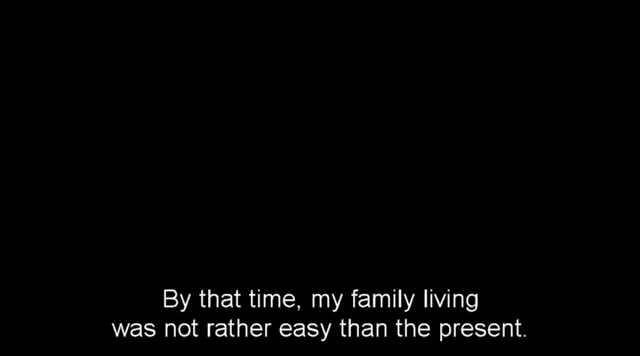 By that time, my family living
was not rather easy than the present.